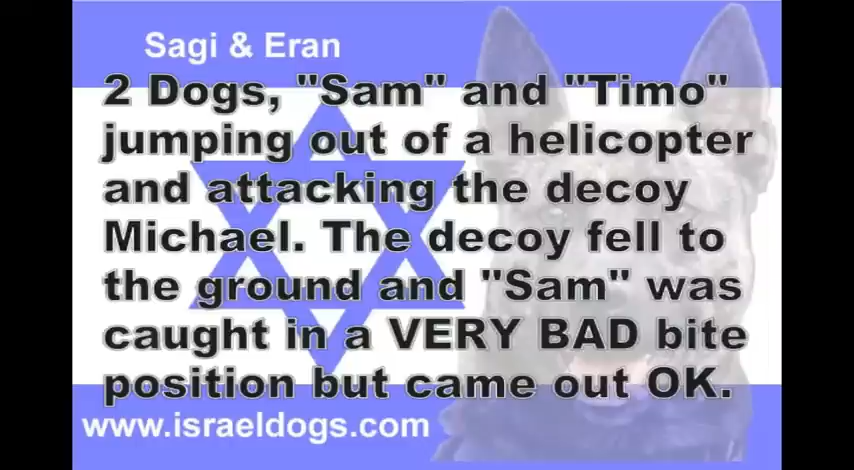 Sagi & Eran
2 Dogs, "Sam" and "Timo"
jumping out of a helicopter
and attacking the decoy
Michael. The decoy fell to
the ground and "Sam" was
caught in a VERY BAD bite
position but came out OK.
www.israeldogs.com